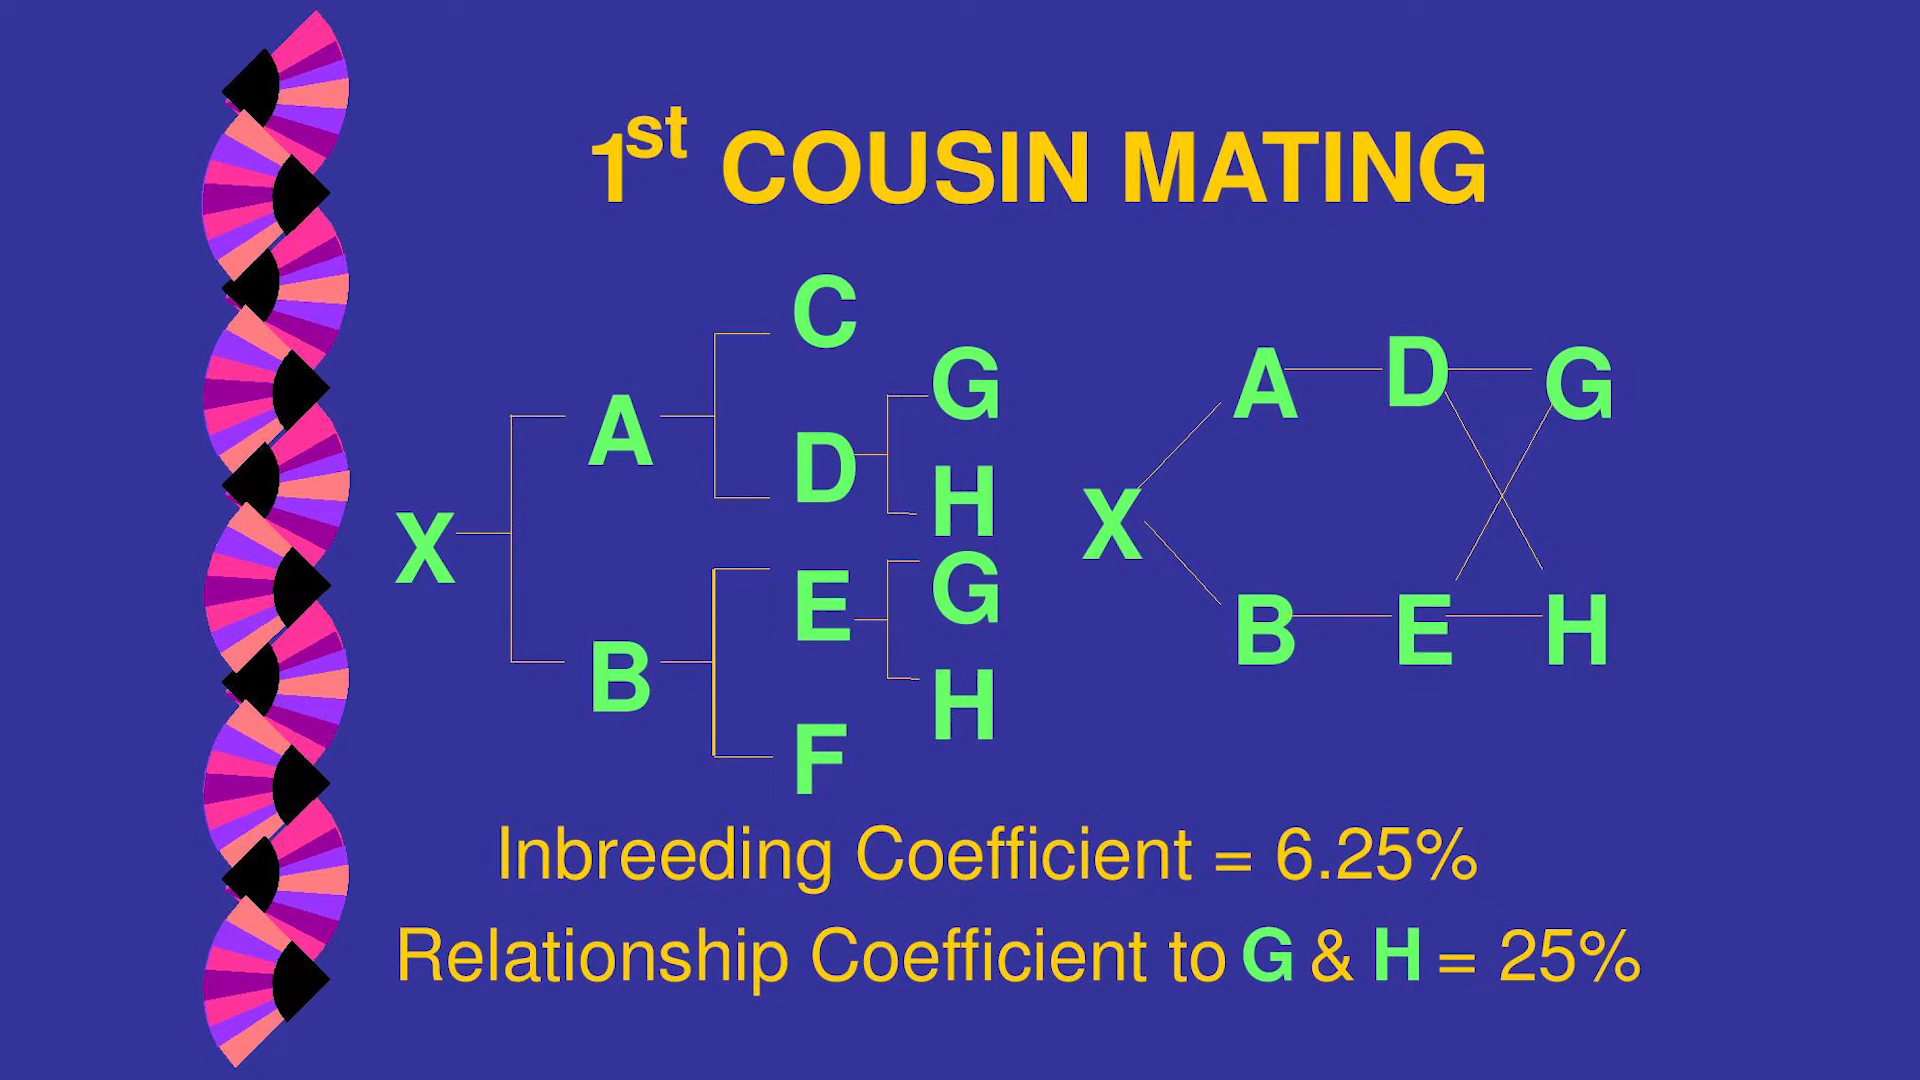 1st COUSIN MATING
C
G
A
D
H
X
E
G
B
H
F
A D G
X
B E H
Inbreeding Coefficient = 6.25%
Relationship Coefficient to G & H = 25%